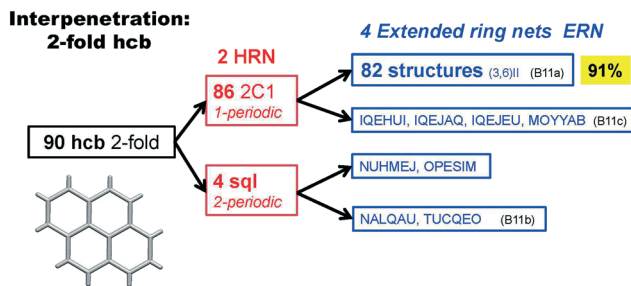 Interpenetration:
2-fold hcb
4 Extended ring nets ERN
2 HRN
82 structures (3,6)II (B11a)
91%
86 2C1
1-periodic
IQEHUI, IQEJAQ, IQEJEU, MOYYAB (B11c)
90 hcb 2-fold
4 sql
2-periodic
NUHMEJ, OPESIM
NALQAU, TUCQEO (B11b)